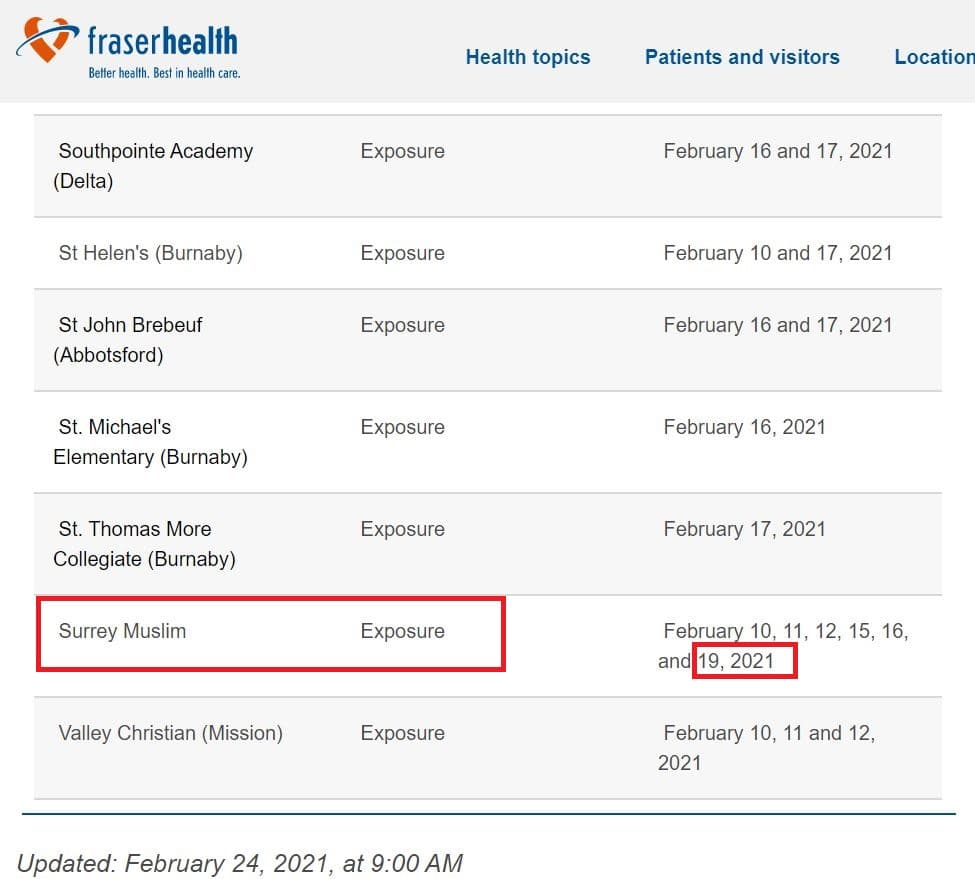 fraserhealth
Better health. Best in health care.
Health topics Patients and visitors Location
Southpointe Academy Exposure February 16 and 17, 2021
(Delta)
St Helen's (Burnaby) Exposure February 10 and 17, 2021
St John Brebeuf Exposure February 16 and 17, 2021
(Abbotsford)
St. Michael's Exposure February 16, 2021
Elementary (Burnaby)
St. Thomas More Exposure February 17, 2021
Collegiate (Burnaby)
Surrey Muslim Exposure February 10, 11, 12, 15, 16,
and 19, 2021
Valley Christian (Mission) Exposure February 10, 11 and 12,
2021
Updated: February 24, 2021, at 9:00 AM